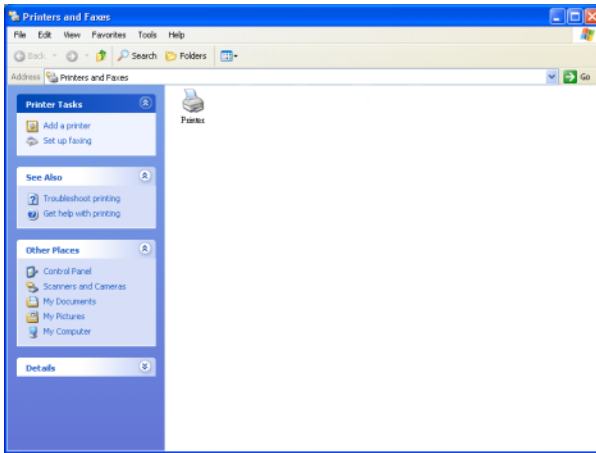 Printers and Faxes
File Edit View Favorites Tools Help
Back Search Folders
Address Printers and Faxes Go
Printer Tasks
Add a printer
Set up faxing
See Also
Troubleshoot printing
Get help with printing
Other Places
Control Panel
Scanners and Cameras
My Documents
My Pictures
My Computer
Details
Printer